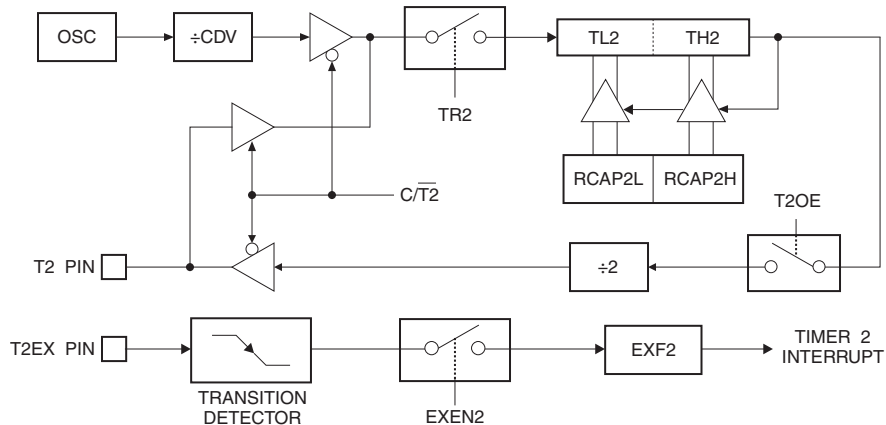 OSC
÷CDV
TL2
TH2
TR2
RCAP2L
RCAP2H
C/T̅2̅
T2OE
T2 PIN
÷2
T2EX PIN
TRANSITION
DETECTOR
EXEN2
EXF2
TIMER 2
INTERRUPT